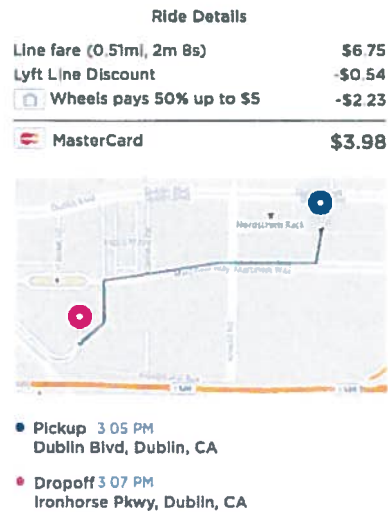 Ride Details
Line fare (0.51mi, 2m 8s) $6.75
Lyft Line Discount -$0.54
Wheels pays 50% up to $5 -$2.23
MasterCard $3.98
Nordstrom Rack
Pickup 3 05 PM
Dublin Blvd, Dublin, CA
Dropoff 3 07 PM
Ironhorse Pkwy, Dublin, CA